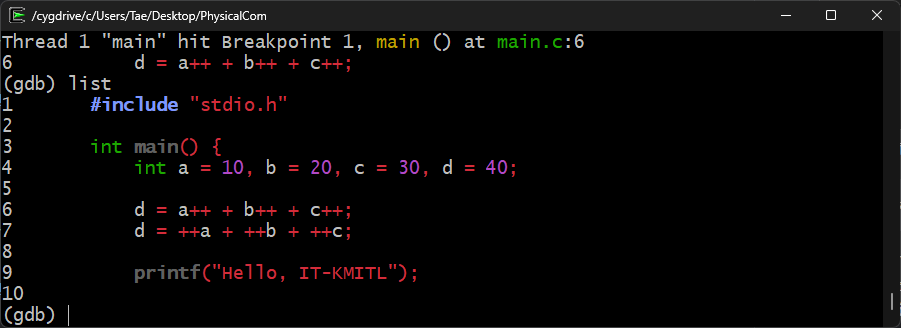 /cygdrive/c/Users/Tae/Desktop/PhysicalCom
Thread 1 "main" hit Breakpoint 1, main () at main.c:6
6           d = a++ + b++ + c++;
(gdb) list
1       #include "stdio.h"
2
3       int main() {
4           int a = 10, b = 20, c = 30, d = 40;
5
6           d = a++ + b++ + c++;
7           d = ++a + ++b + ++c;
8
9           printf("Hello, IT-KMITL");
10
(gdb)